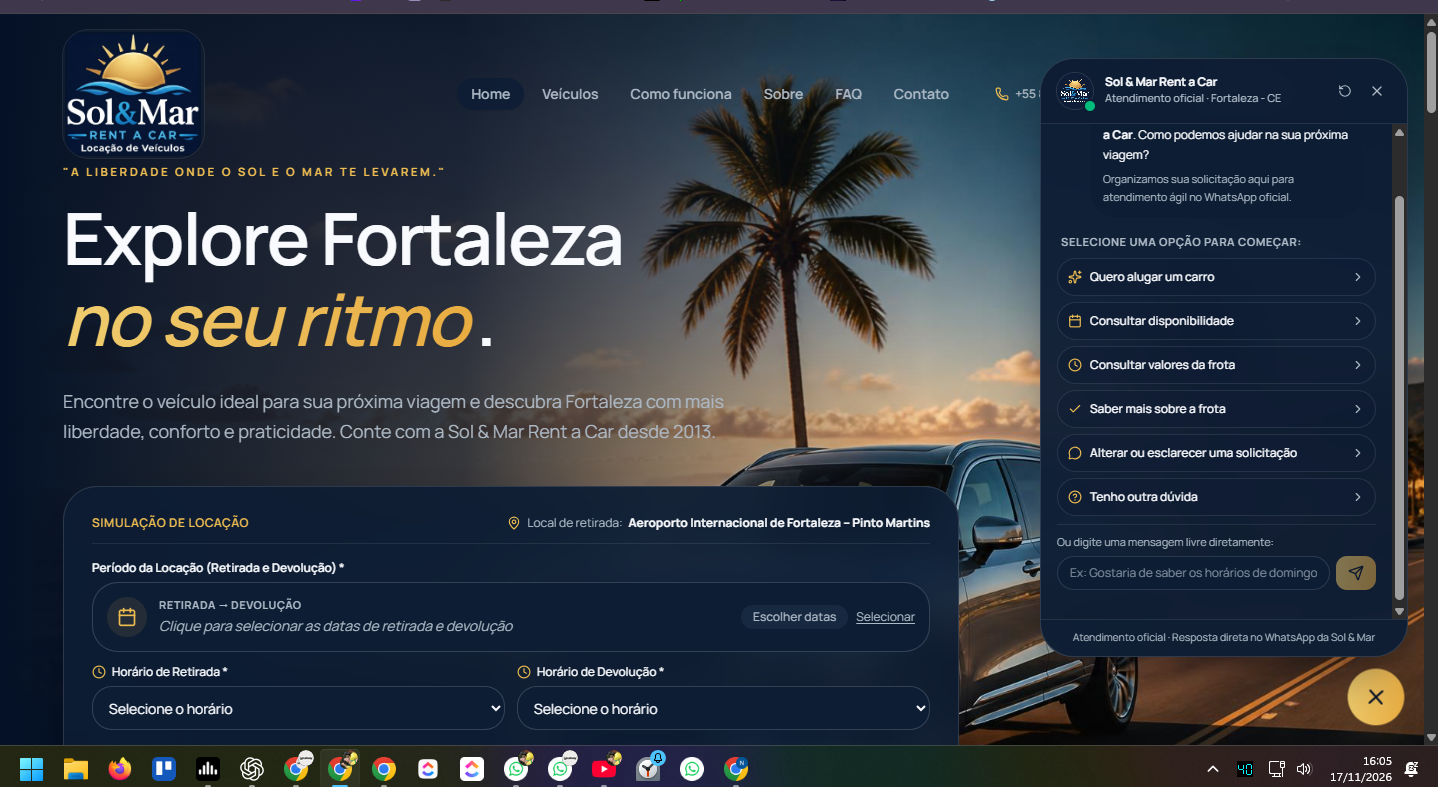 Sol&Mar
RENT A CAR
Locação de Veículos
Home
Veículos
Como funciona
Sobre
FAQ
Contato
+55
"A LIBERDADE ONDE O SOL E O MAR TE LEVAREM."
Explore Fortaleza
no seu ritmo.
Encontre o veículo ideal para sua próxima viagem e descubra Fortaleza com mais
liberdade, conforto e praticidade. Conte com a Sol & Mar Rent a Car desde 2013.
SIMULAÇÃO DE LOCAÇÃO
Local de retirada: Aeroporto Internacional de Fortaleza – Pinto Martins
Período da Locação (Retirada e Devolução) *
RETIRADA → DEVOLUÇÃO
Clique para selecionar as datas de retirada e devolução
Escolher datas
Selecionar
Horário de Retirada *
Horário de Devolução *
Selecione o horário
Selecione o horário
Sol & Mar Rent a Car
Atendimento oficial · Fortaleza - CE
a Car. Como podemos ajudar na sua próxima
viagem?
Organizamos sua solicitação aqui para
atendimento ágil no WhatsApp oficial.
SELECIONE UMA OPÇÃO PARA COMEÇAR:
Quero alugar um carro
Consultar disponibilidade
Consultar valores da frota
Saber mais sobre a frota
Alterar ou esclarecer uma solicitação
Tenho outra dúvida
Ou digite uma mensagem livre diretamente:
Ex: Gostaria de saber os horários de domingo
Atendimento oficial · Resposta direta no WhatsApp da Sol & Mar
40
16:05
17/11/2026